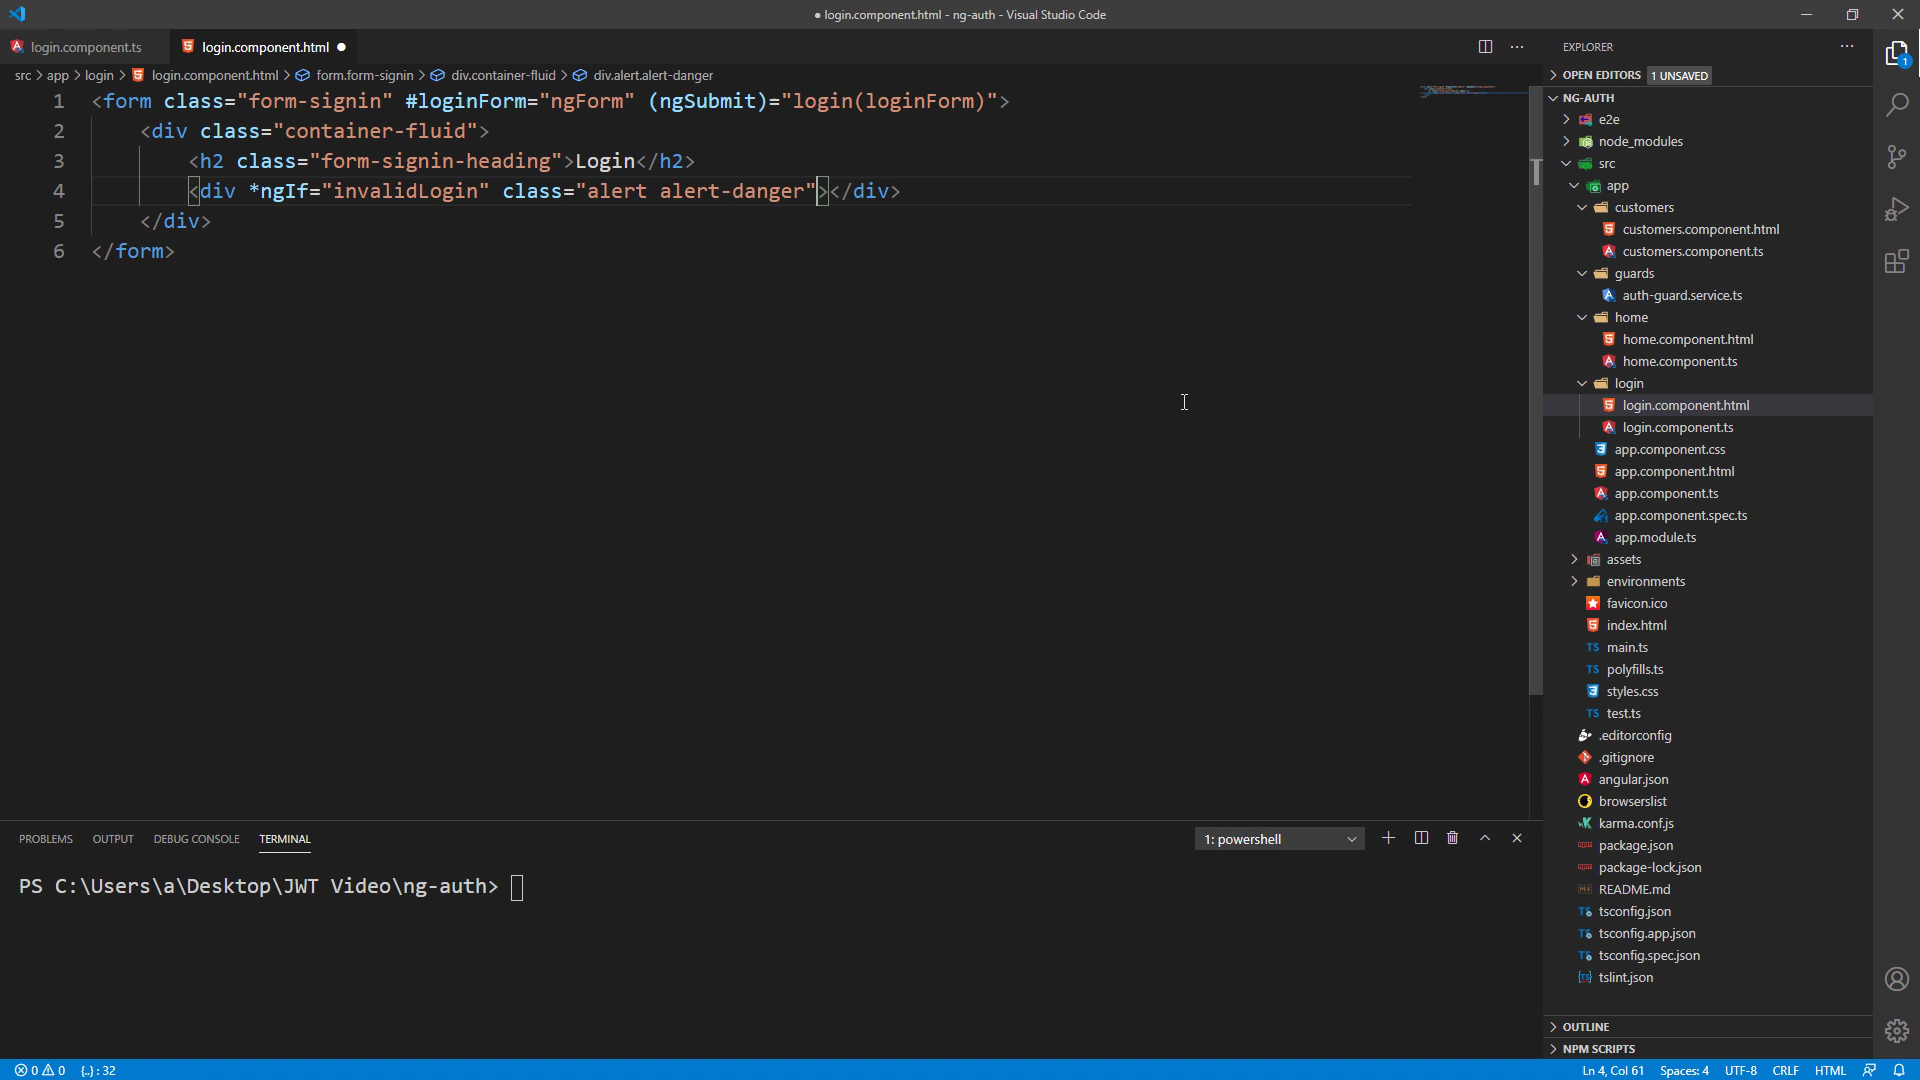 ● login.component.html - ng-auth - Visual Studio Code
login.component.ts
login.component.html ●
src > app > login > login.component.html > form.form-signin > div.container-fluid > div.alert.alert-danger
1 <form class="form-signin" #loginForm="ngForm" (ngSubmit)="login(loginForm)">
2 <div class="container-fluid">
3 <h2 class="form-signin-heading">Login</h2>
4 <div *ngIf="invalidLogin" class="alert alert-danger"></div>
5 </div>
6 </form>
EXPLORER
OPEN EDITORS 1 UNSAVED
NG-AUTH
e2e
node_modules
src
app
customers
customers.component.html
customers.component.ts
guards
auth-guard.service.ts
home
home.component.html
home.component.ts
login
login.component.html
login.component.ts
app.component.css
app.component.html
app.component.ts
app.component.spec.ts
app.module.ts
assets
environments
favicon.ico
index.html
TS main.ts
TS polyfills.ts
styles.css
TS test.ts
.editorconfig
.gitignore
angular.json
browserslist
karma.conf.js
package.json
package-lock.json
README.md
tsconfig.json
tsconfig.app.json
tsconfig.spec.json
tslint.json
OUTLINE
NPM SCRIPTS
1
PROBLEMS OUTPUT DEBUG CONSOLE TERMINAL
1: powershell
PS C:\Users\a\Desktop\JWT Video\ng-auth>
0 0 {..} : 32
Ln 4, Col 61 Spaces: 4 UTF-8 CRLF HTML